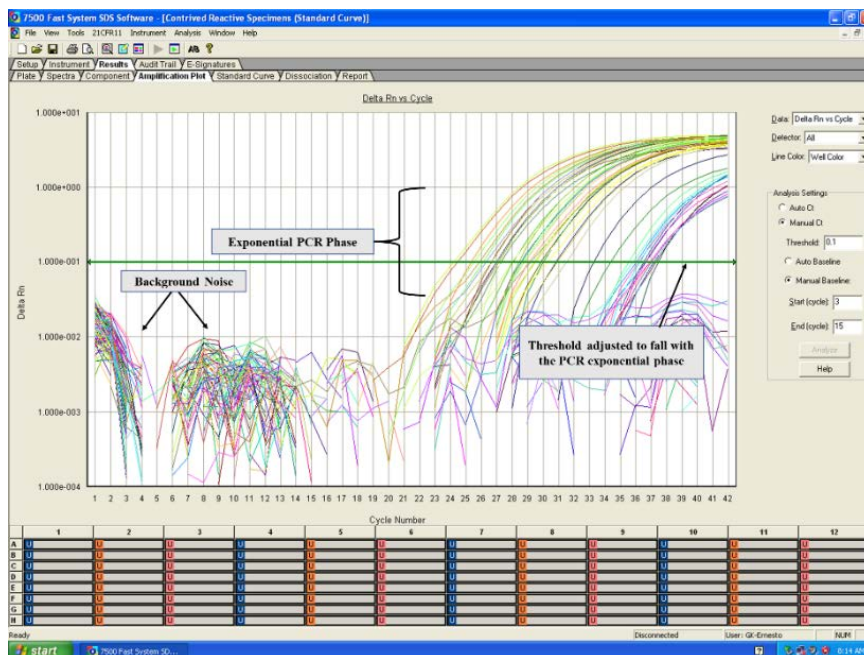 7500 Fast System SDS Software - [Contrived Reactive Specimens (Standard Curve)]
File View Tools 21CFR11 Instrument Analysis Window Help
Setup Instrument Results Audit Trail E-Signatures
Plate Spectra Component Amplification Plot Standard Curve Dissociation Report
Delta Rn vs Cycle
1.000e+001
1.000e+000
1.000e-001
1.000e-002
1.000e-003
1.000e-004
Delta Rn
Exponential PCR Phase
Background Noise
Threshold adjusted to fall with
the PCR exponential phase
1 2 3 4 5 6 7 8 9 10 11 12 13 14 15 16 17 18 19 20 21 22 23 24 25 26 27 28 29 30 31 32 33 34 35 36 37 38 39 40 41 42
Cycle Number
Data: Delta Rn vs Cycle
Detector: All
Line Color: Well Color
Analysis Settings
Auto Ct
Manual Ct
Threshold: 0.1
Auto Baseline
Manual Baseline:
Start (cycle): 3
End (cycle): 15
Analyze
Help
1 2 3 4 5 6 7 8 9 10 11 12
A U U U U U U U U U U U U
B U U U U U U U U U U U U
C U U U U U U U U U U U U
D U U U U U U U U U U U U
E U U U U U U U U U U U U
F U U U U U U U U U U U U
G U U U U U U U U U U U U
H U U U U U U U U U U U U
Ready Disconnected User: GK-Ernesto NUM
start 7500 Fast System SD... 8:14 AM